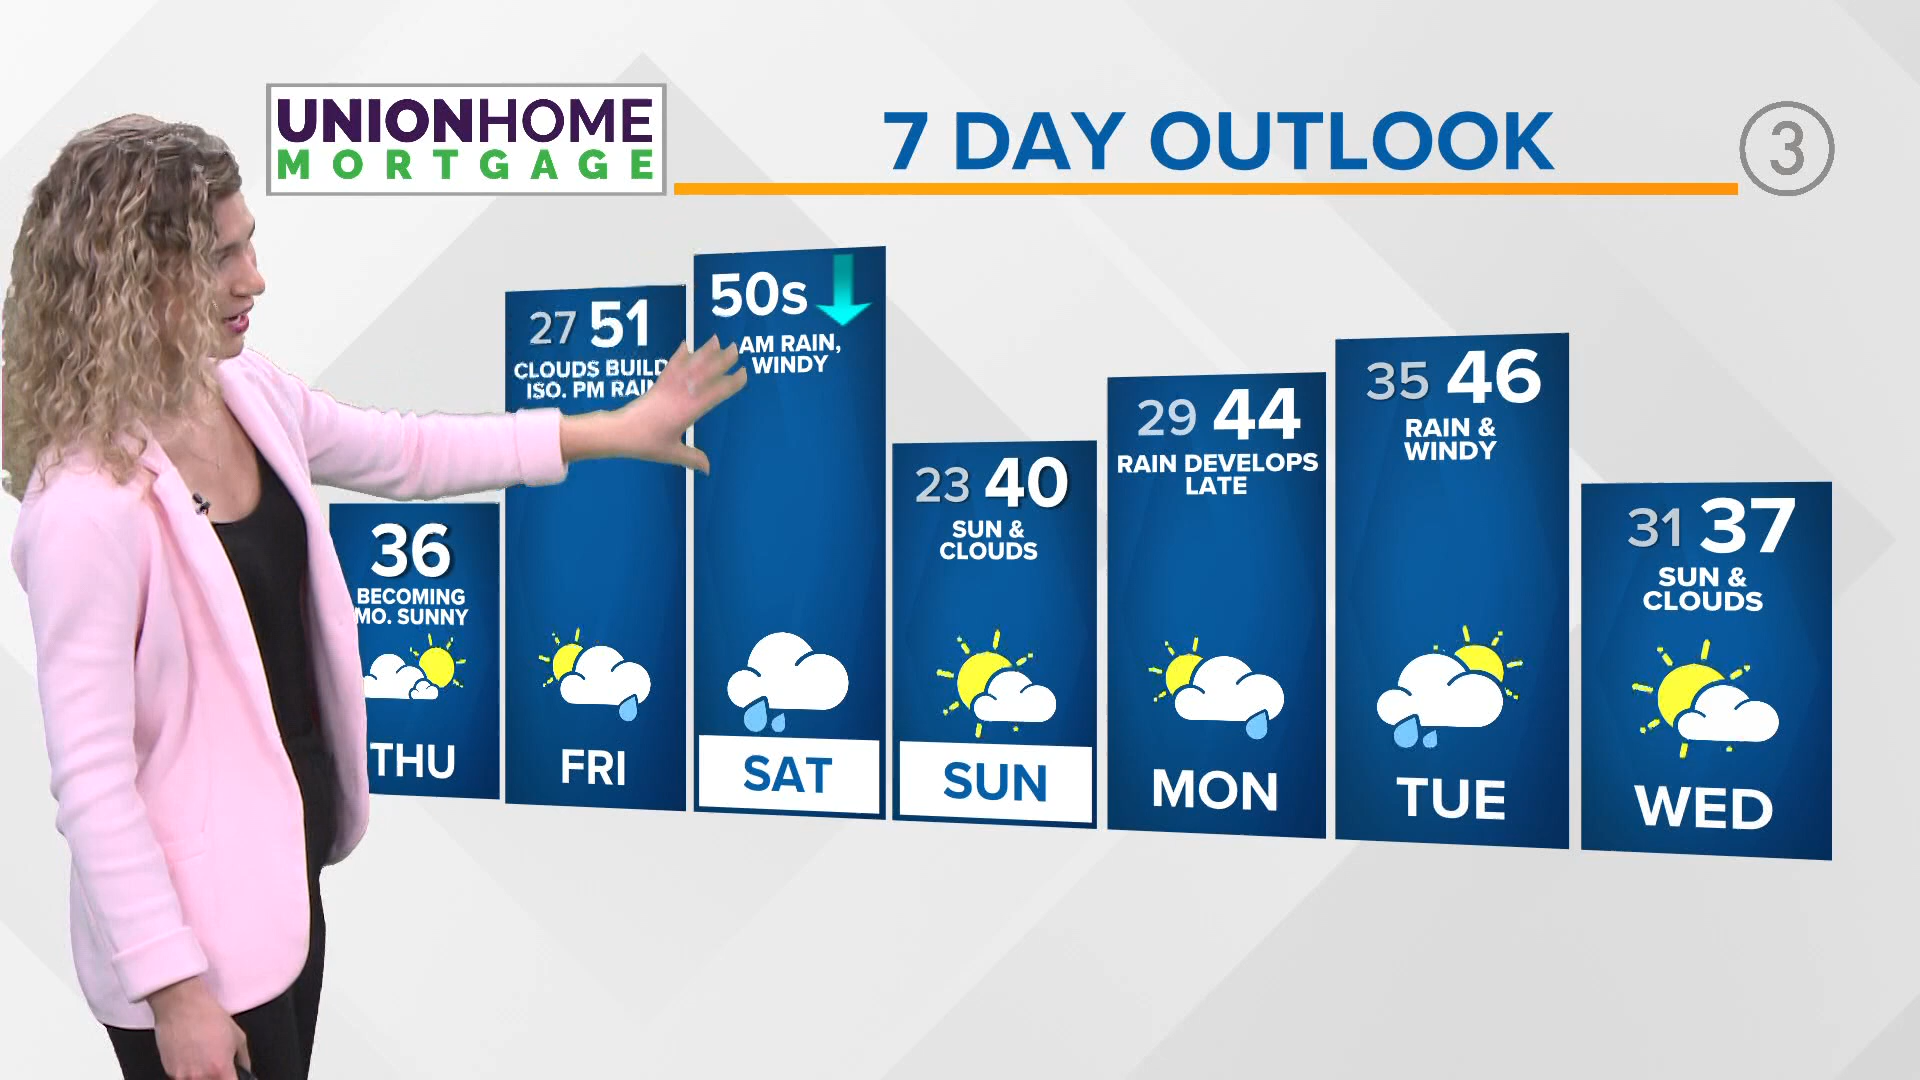 UNIONHOME
MORTGAGE
7 DAY OUTLOOK
3
36
BECOMING
MO. SUNNY
THU
27 51
CLOUDS BUILD
ISO. PM RAIN
FRI
50s
AM RAIN,
WINDY
SAT
23 40
SUN &
CLOUDS
SUN
29 44
RAIN DEVELOPS
LATE
MON
35 46
RAIN &
WINDY
TUE
31 37
SUN &
CLOUDS
WED